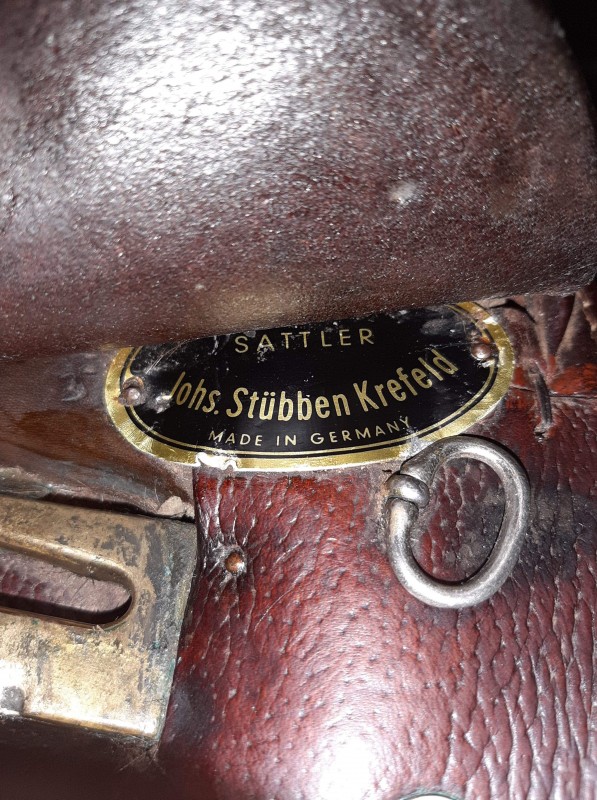 SATTLER
Johs. Stübben Krefeld
MADE IN GERMANY